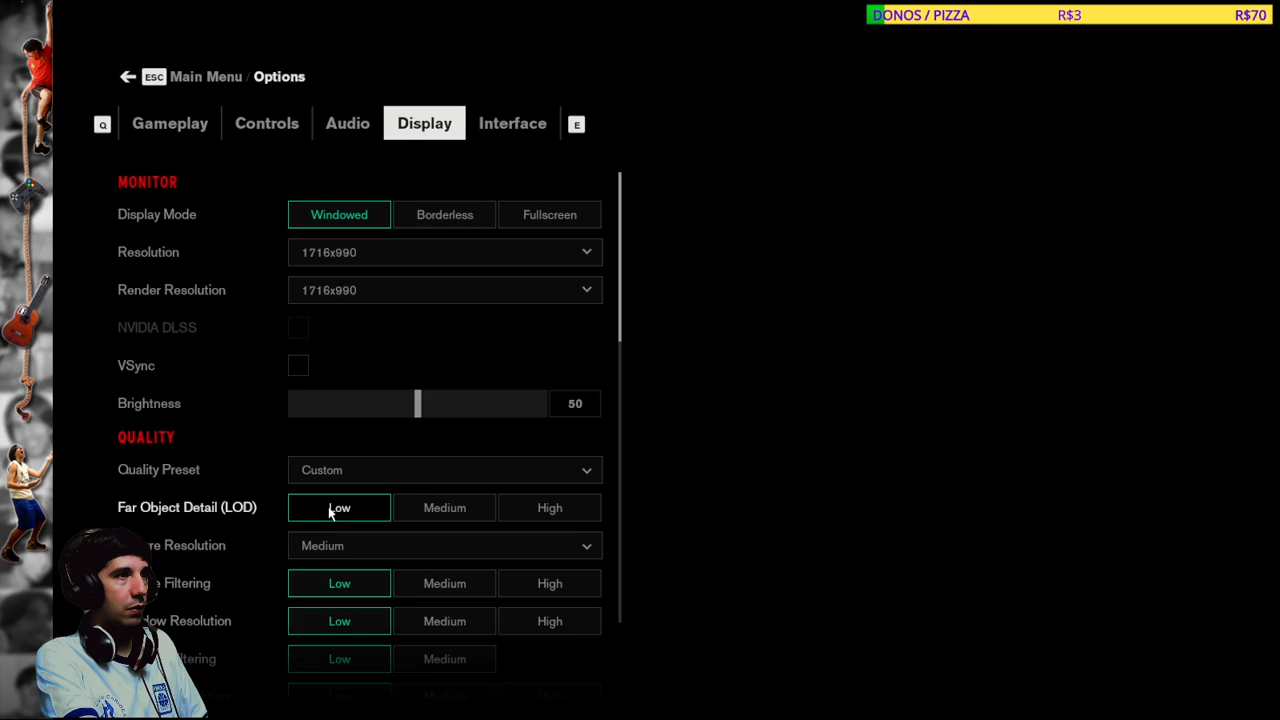 DONOS / PIZZA R$3 R$70
ESC Main Menu / Options
Q Gameplay Controls Audio Display Interface E
MONITOR
Display Mode Windowed Borderless Fullscreen
Resolution 1716x990
Render Resolution 1716x990
NVIDIA DLSS
VSync
Brightness 50
QUALITY
Quality Preset Custom
Far Object Detail (LOD) Low Medium High
Resolution Medium
Filtering Low Medium High
Resolution Low Medium High
Low Medium
Low Medium High